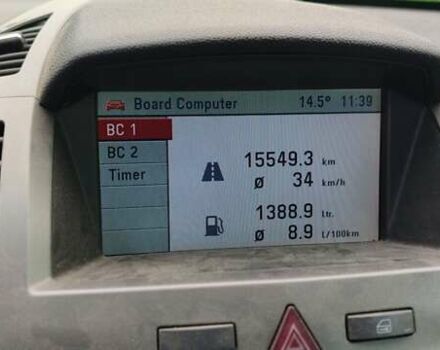 Board Computer 14.5° 11:39
BC 1
BC 2
Timer
15549.3 km
ø 34 km/h
1388.9 Ltr.
ø 8.9 l/100km